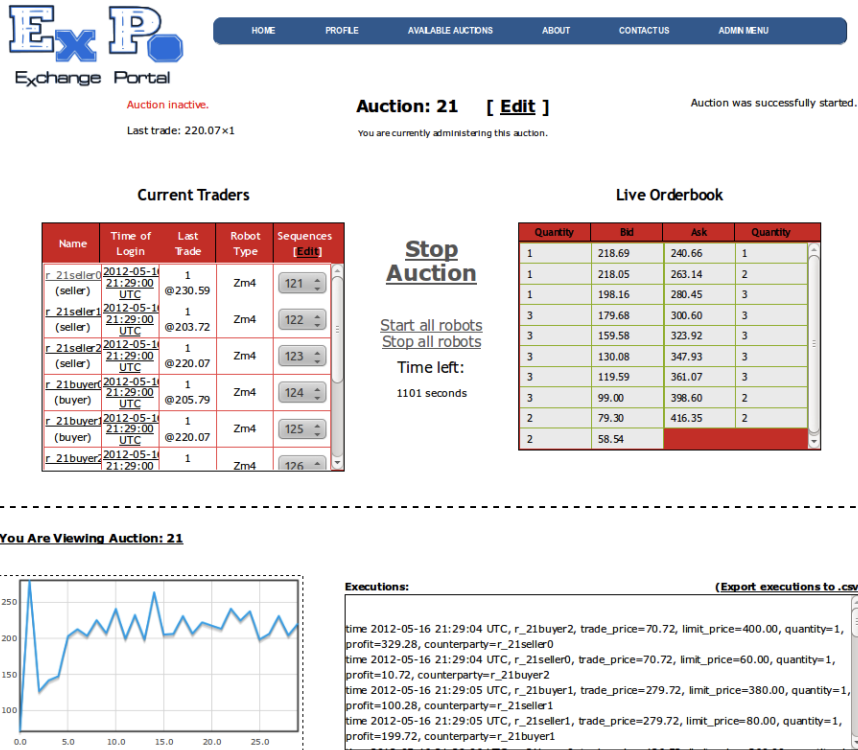 ExPo
Exchange Portal
HOME PROFILE AVAILABLE AUCTIONS ABOUT CONTACT US ADMIN MENU
Auction inactive.
Last trade: 220.07×1
Auction: 21 [ Edit ]
You are currently administering this auction.
Auction was successfully started.
Current Traders
Name Time of Login Last Trade Robot Type Sequences [Edit]
r_21seller0 (seller) 2012-05-16 21:29:00 UTC 1 @230.59 Zm4 121
r_21seller1 (seller) 2012-05-16 21:29:00 UTC 1 @203.72 Zm4 122
r_21seller2 (seller) 2012-05-16 21:29:00 UTC 1 @220.07 Zm4 123
r_21buyer0 (buyer) 2012-05-16 21:29:00 UTC 1 @205.79 Zm4 124
r_21buyer1 (buyer) 2012-05-16 21:29:00 UTC 1 @220.07 Zm4 125
r_21buyer2 2012-05-16 21:29:00 1 Zm4 126
Stop Auction
Start all robots
Stop all robots
Time left:
1101 seconds
Live Orderbook
Quantity Bid Ask Quantity
1 218.69 240.66 1
1 218.05 263.14 2
1 198.16 280.45 3
3 179.68 300.60 3
3 159.58 323.92 3
3 130.08 347.93 3
3 119.59 361.07 3
3 99.00 398.60 2
2 79.30 416.35 2
2 58.54
You Are Viewing Auction: 21
250
200
150
100
0.0 5.0 10.0 15.0 20.0 25.0
Executions: (Export executions to .csv
time 2012-05-16 21:29:04 UTC, r_21buyer2, trade_price=70.72, limit_price=400.00, quantity=1,
profit=329.28, counterparty=r_21seller0
time 2012-05-16 21:29:04 UTC, r_21seller0, trade_price=70.72, limit_price=60.00, quantity=1,
profit=10.72, counterparty=r_21buyer2
time 2012-05-16 21:29:05 UTC, r_21buyer1, trade_price=279.72, limit_price=380.00, quantity=1,
profit=100.28, counterparty=r_21seller1
time 2012-05-16 21:29:05 UTC, r_21seller1, trade_price=279.72, limit_price=80.00, quantity=1,
profit=199.72, counterparty=r_21buyer1